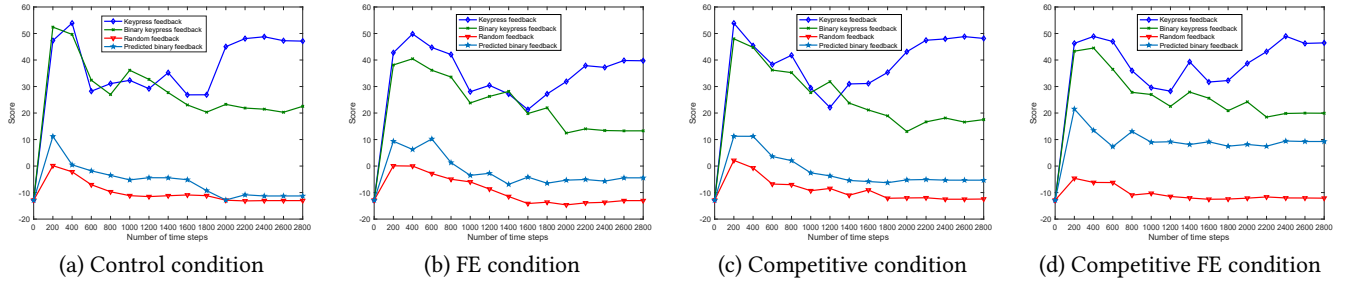 Keypress feedback
Binary keypress feedback
Random feedback
Predicted binary feedback
60
50
40
30
20
10
0
-10
-20
Score
0 200 400 600 800 1000 1200 1400 1600 1800 2000 2200 2400 2600 2800
Number of time steps
(a) Control condition
Keypress feedback
Binary keypress feedback
Random feedback
Predicted binary feedback
60
50
40
30
20
10
0
-10
-20
Score
0 200 400 600 800 1000 1200 1400 1600 1800 2000 2200 2400 2600 2800
Number of time steps
(b) FE condition
Keypress feedback
Binary keypress feedback
Random feedback
Predicted binary feedback
60
50
40
30
20
10
0
-10
-20
Score
0 200 400 600 800 1000 1200 1400 1600 1800 2000 2200 2400 2600 2800
Number of time steps
(c) Competitive condition
Keypress feedback
Binary keypress feedback
Random feedback
Predicted binary feedback
60
50
40
30
20
10
0
-10
-20
Score
0 200 400 600 800 1000 1200 1400 1600 1800 2000 2200 2400 2600 2800
Number of time steps
(d) Competitive FE condition